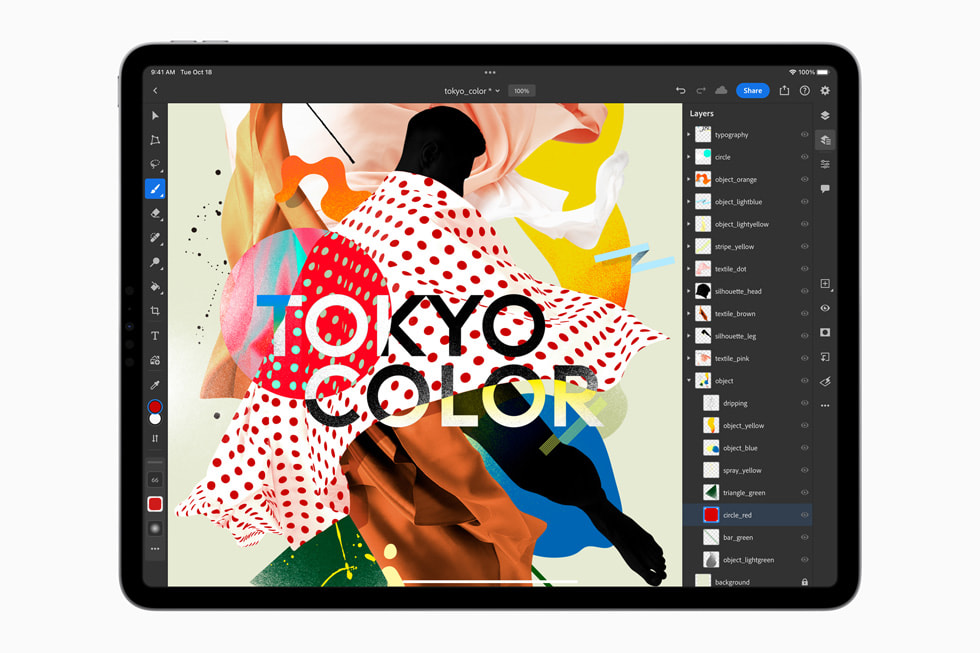 9:41 AM Tue Oct 18
100%
tokyo_color *
100%
Share
Layers
typography
circle
object_orange
object_lightblue
object_lightyellow
stripe_yellow
textile_dot
silhouette_head
textile_brown
silhouette_leg
textile_pink
object
dripping
object_yellow
object_blue
spray_yellow
triangle_green
circle_red
bar_green
object_lightgreen
background
T
66
TOKYO
COLOR